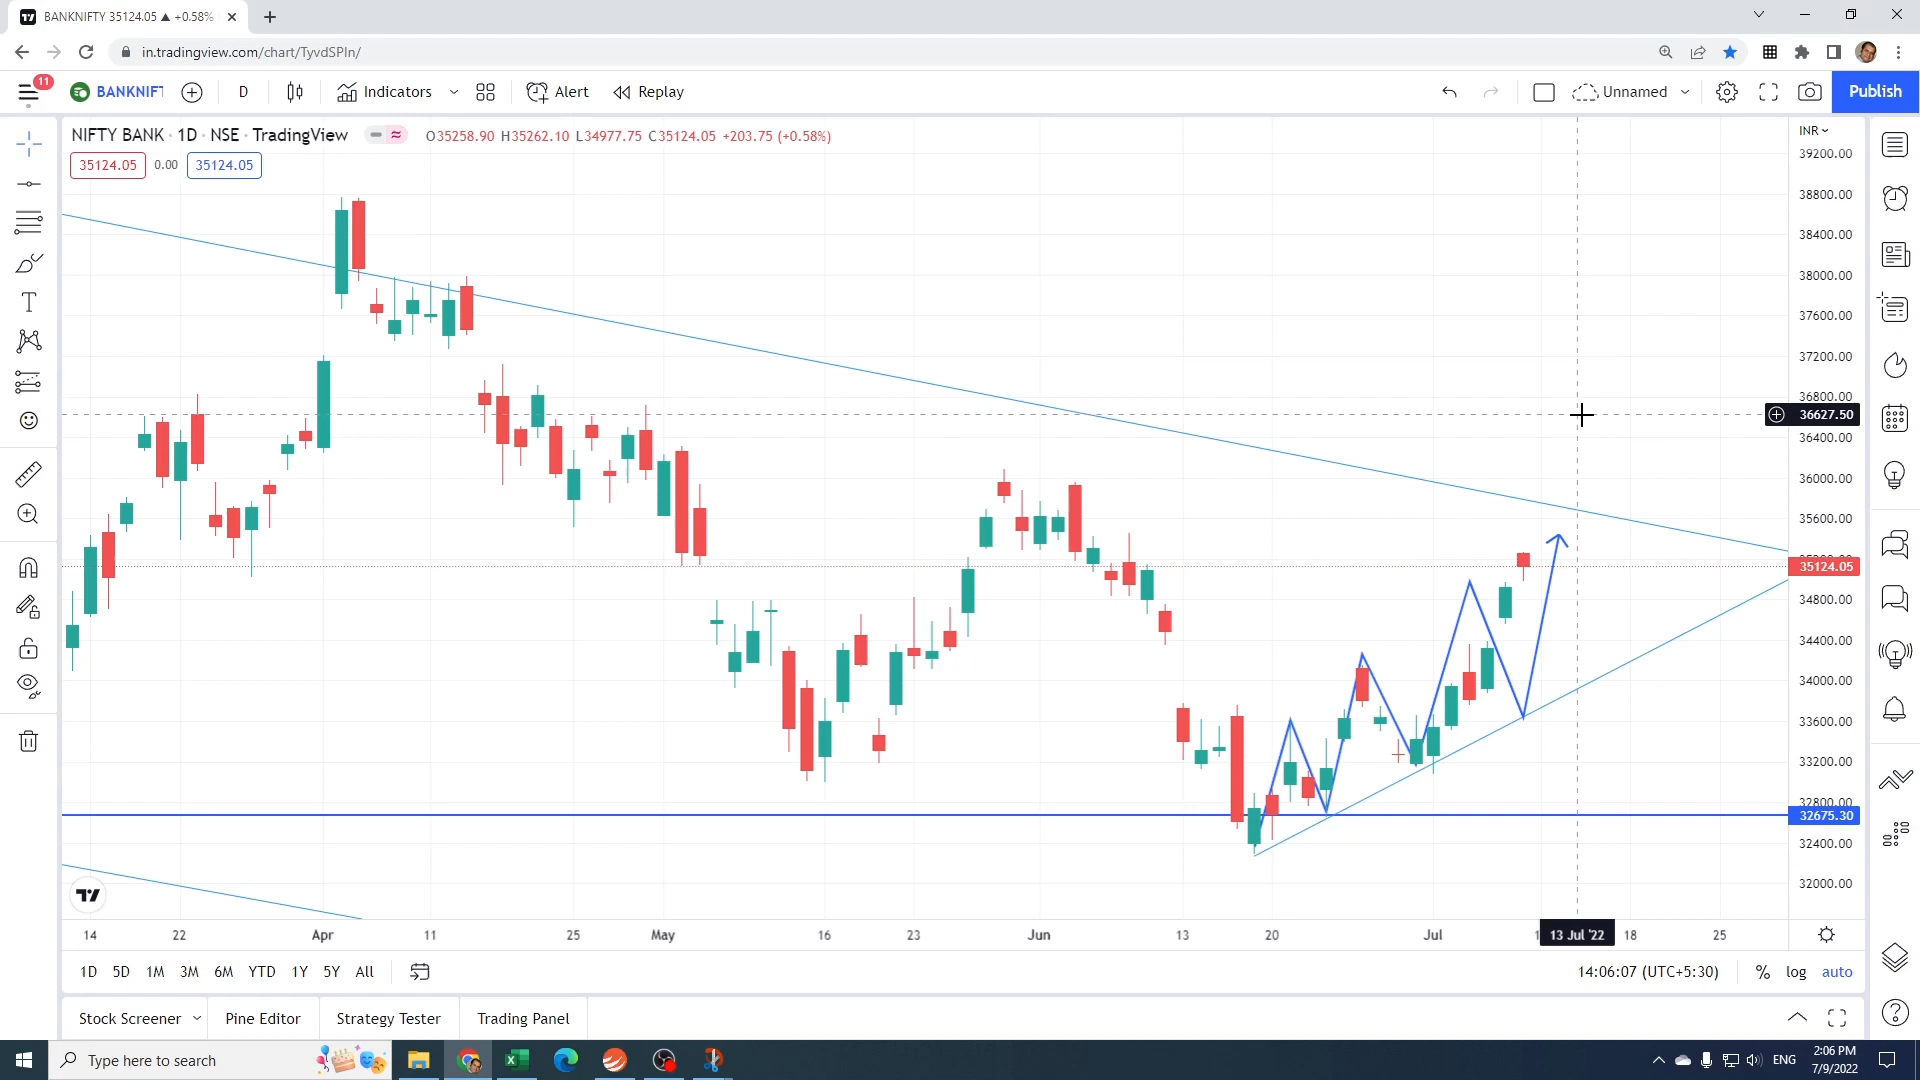 BANKNIFTY 35124.05 ▲ +0.58%
in.tradingview.com/chart/TyvdSPIn/
11
BANKNIFT
D
Indicators
Alert
Replay
Unnamed
Publish
NIFTY BANK · 1D · NSE · TradingView
O35258.90 H35262.10 L34977.75 C35124.05 +203.75 (+0.58%)
35124.05 0.00 35124.05
INR
39200.00
38800.00
38400.00
38000.00
37600.00
37200.00
36800.00
36627.50
36400.00
36000.00
35600.00
35124.05
34800.00
34400.00
34000.00
33600.00
33200.00
32800.00
32675.30
32400.00
32000.00
14 22 Apr 11 25 May 16 23 Jun 13 20 Jul 13 Jul '22 18 25
1D 5D 1M 3M 6M YTD 1Y 5Y All
14:06:07 (UTC+5:30) % log auto
Stock Screener Pine Editor Strategy Tester Trading Panel
Type here to search
ENG
2:06 PM
7/9/2022